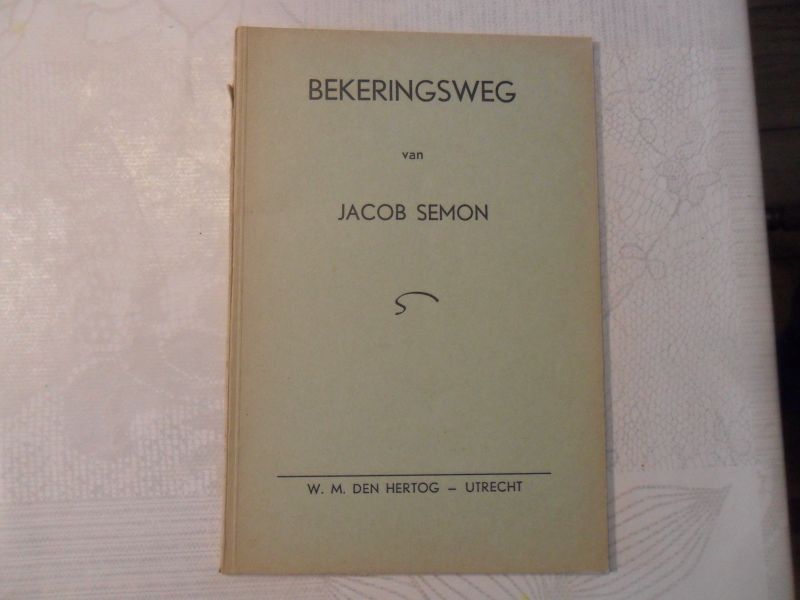 BEKERINGSWEG
van
JACOB SEMON
W. M. DEN HERTOG – UTRECHT